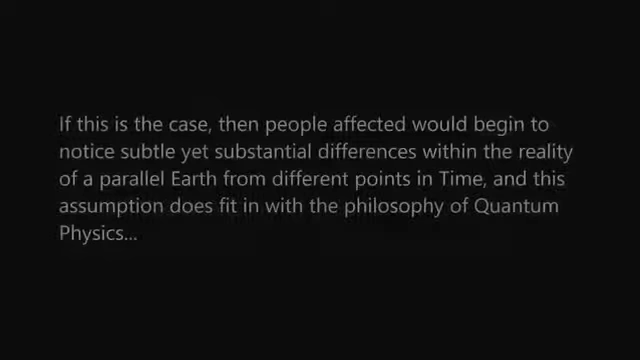 If this is the case, then people affected would begin to
notice subtle yet substantial differences within the reality
of a parallel Earth from different points in Time, and this
assumption does fit in with the philosophy of Quantum
Physics...